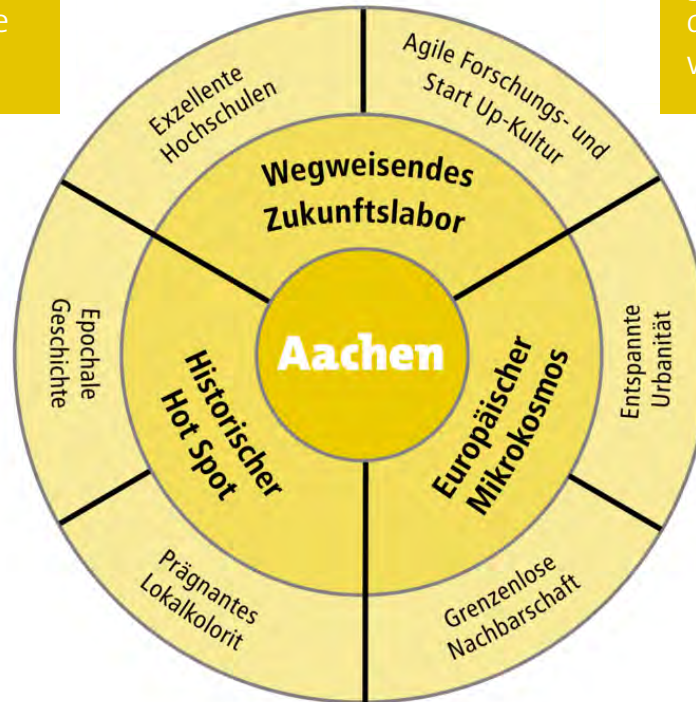 Exzellente
Hochschulen
Agile Forschungs- und
Start Up-Kultur
Wegweisendes
Zukunftslabor
Epochale
Geschichte
Aachen
Entspannte
Urbanität
Historischer
Hot Spot
Europäischer
Mikrokosmos
Prägnantes
Lokalkolorit
Grenzenlose
Nachbarschaft